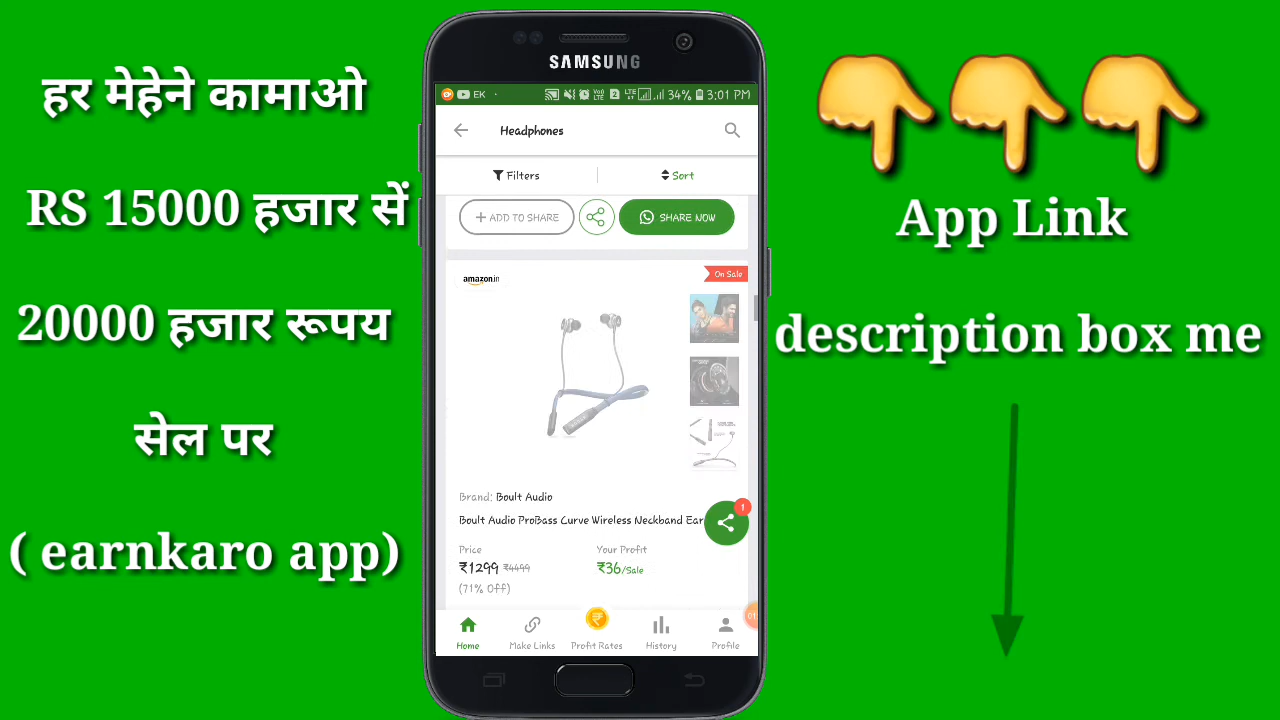 हर मेहेने कामाओ
RS 15000 हजार सें
20000 हजार रूपय
सेल पर
( earnkaro app)
SAMSUNG
EK
34% 3:01 PM
Headphones
Filters
Sort
+ ADD TO SHARE
SHARE NOW
amazon.in
On Sale
Brand: Boult Audio
Boult Audio ProBass Curve Wireless Neckband Ear
Price
Your Profit
₹1299 ₹4499
₹36/Sale
(71% Off)
Home
Make Links
Profit Rates
History
Profile
App Link
description box me